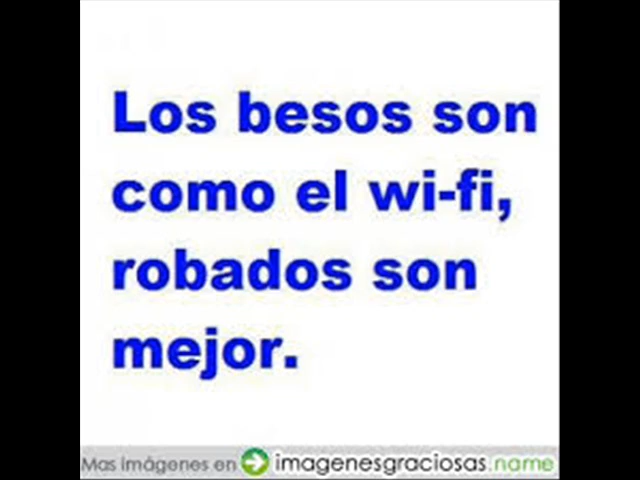 Los besos son
como el wi-fi,
robados son
mejor.
Mas imágenes en imagenesgraciosas.name